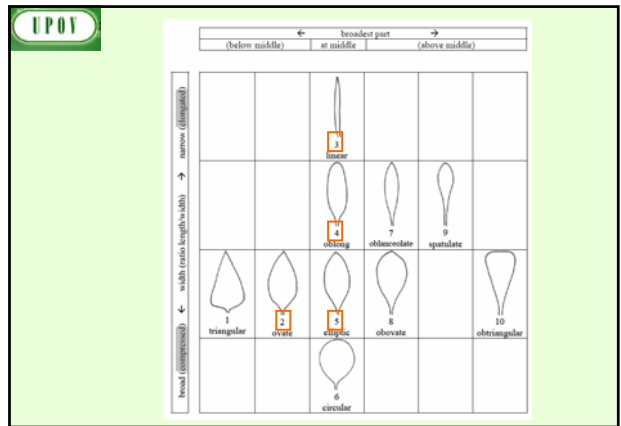 UPOV
← broadest part →
(below middle) at middle (above middle)
broad (compressed) ← width (ratio length/width) → narrow (elongated)
3
linear
4 7 9
oblong oblanceolate spatulate
1 2 5 8 10
triangular ovate elliptic obovate obtriangular
6
circular